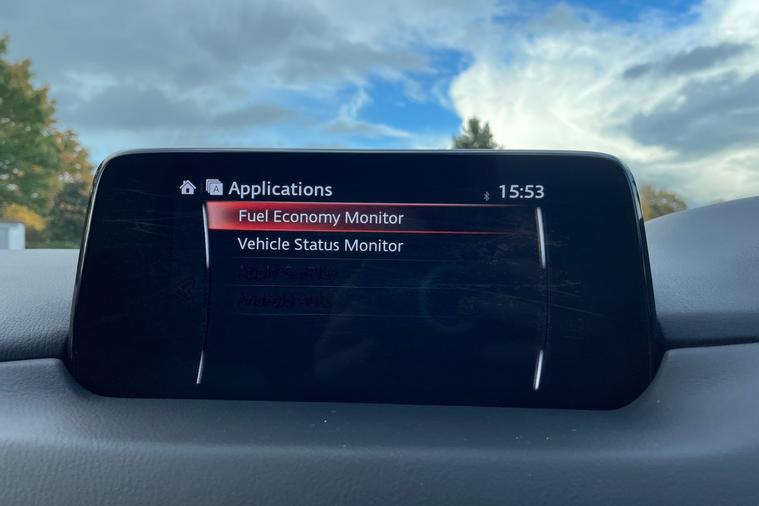 Applications
15:53
Fuel Economy Monitor
Vehicle Status Monitor